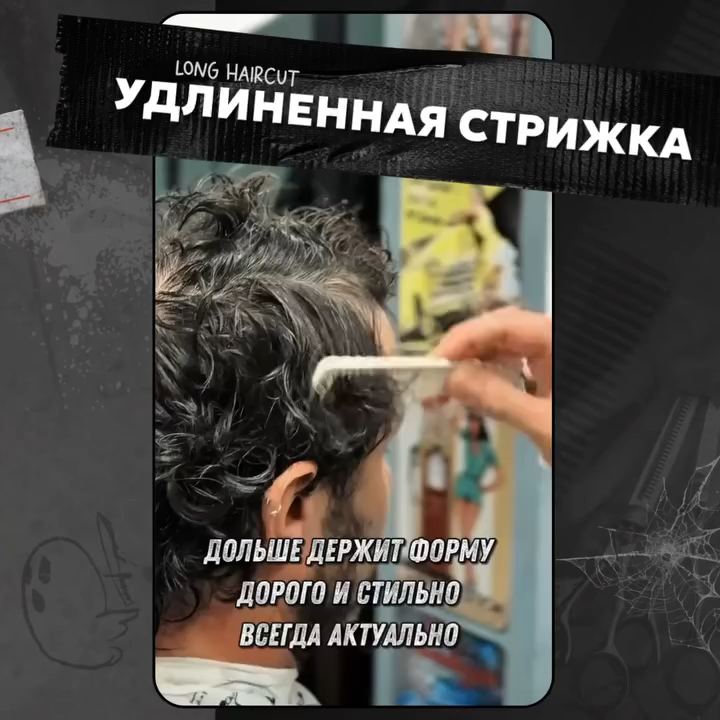 LONG HAIRCUT
УДЛИНЕННАЯ СТРИЖКА
ДОЛЬШЕ ДЕРЖИТ ФОРМУ
ДОРОГО И СТИЛЬНО
ВСЕГДА АКТУАЛЬНО